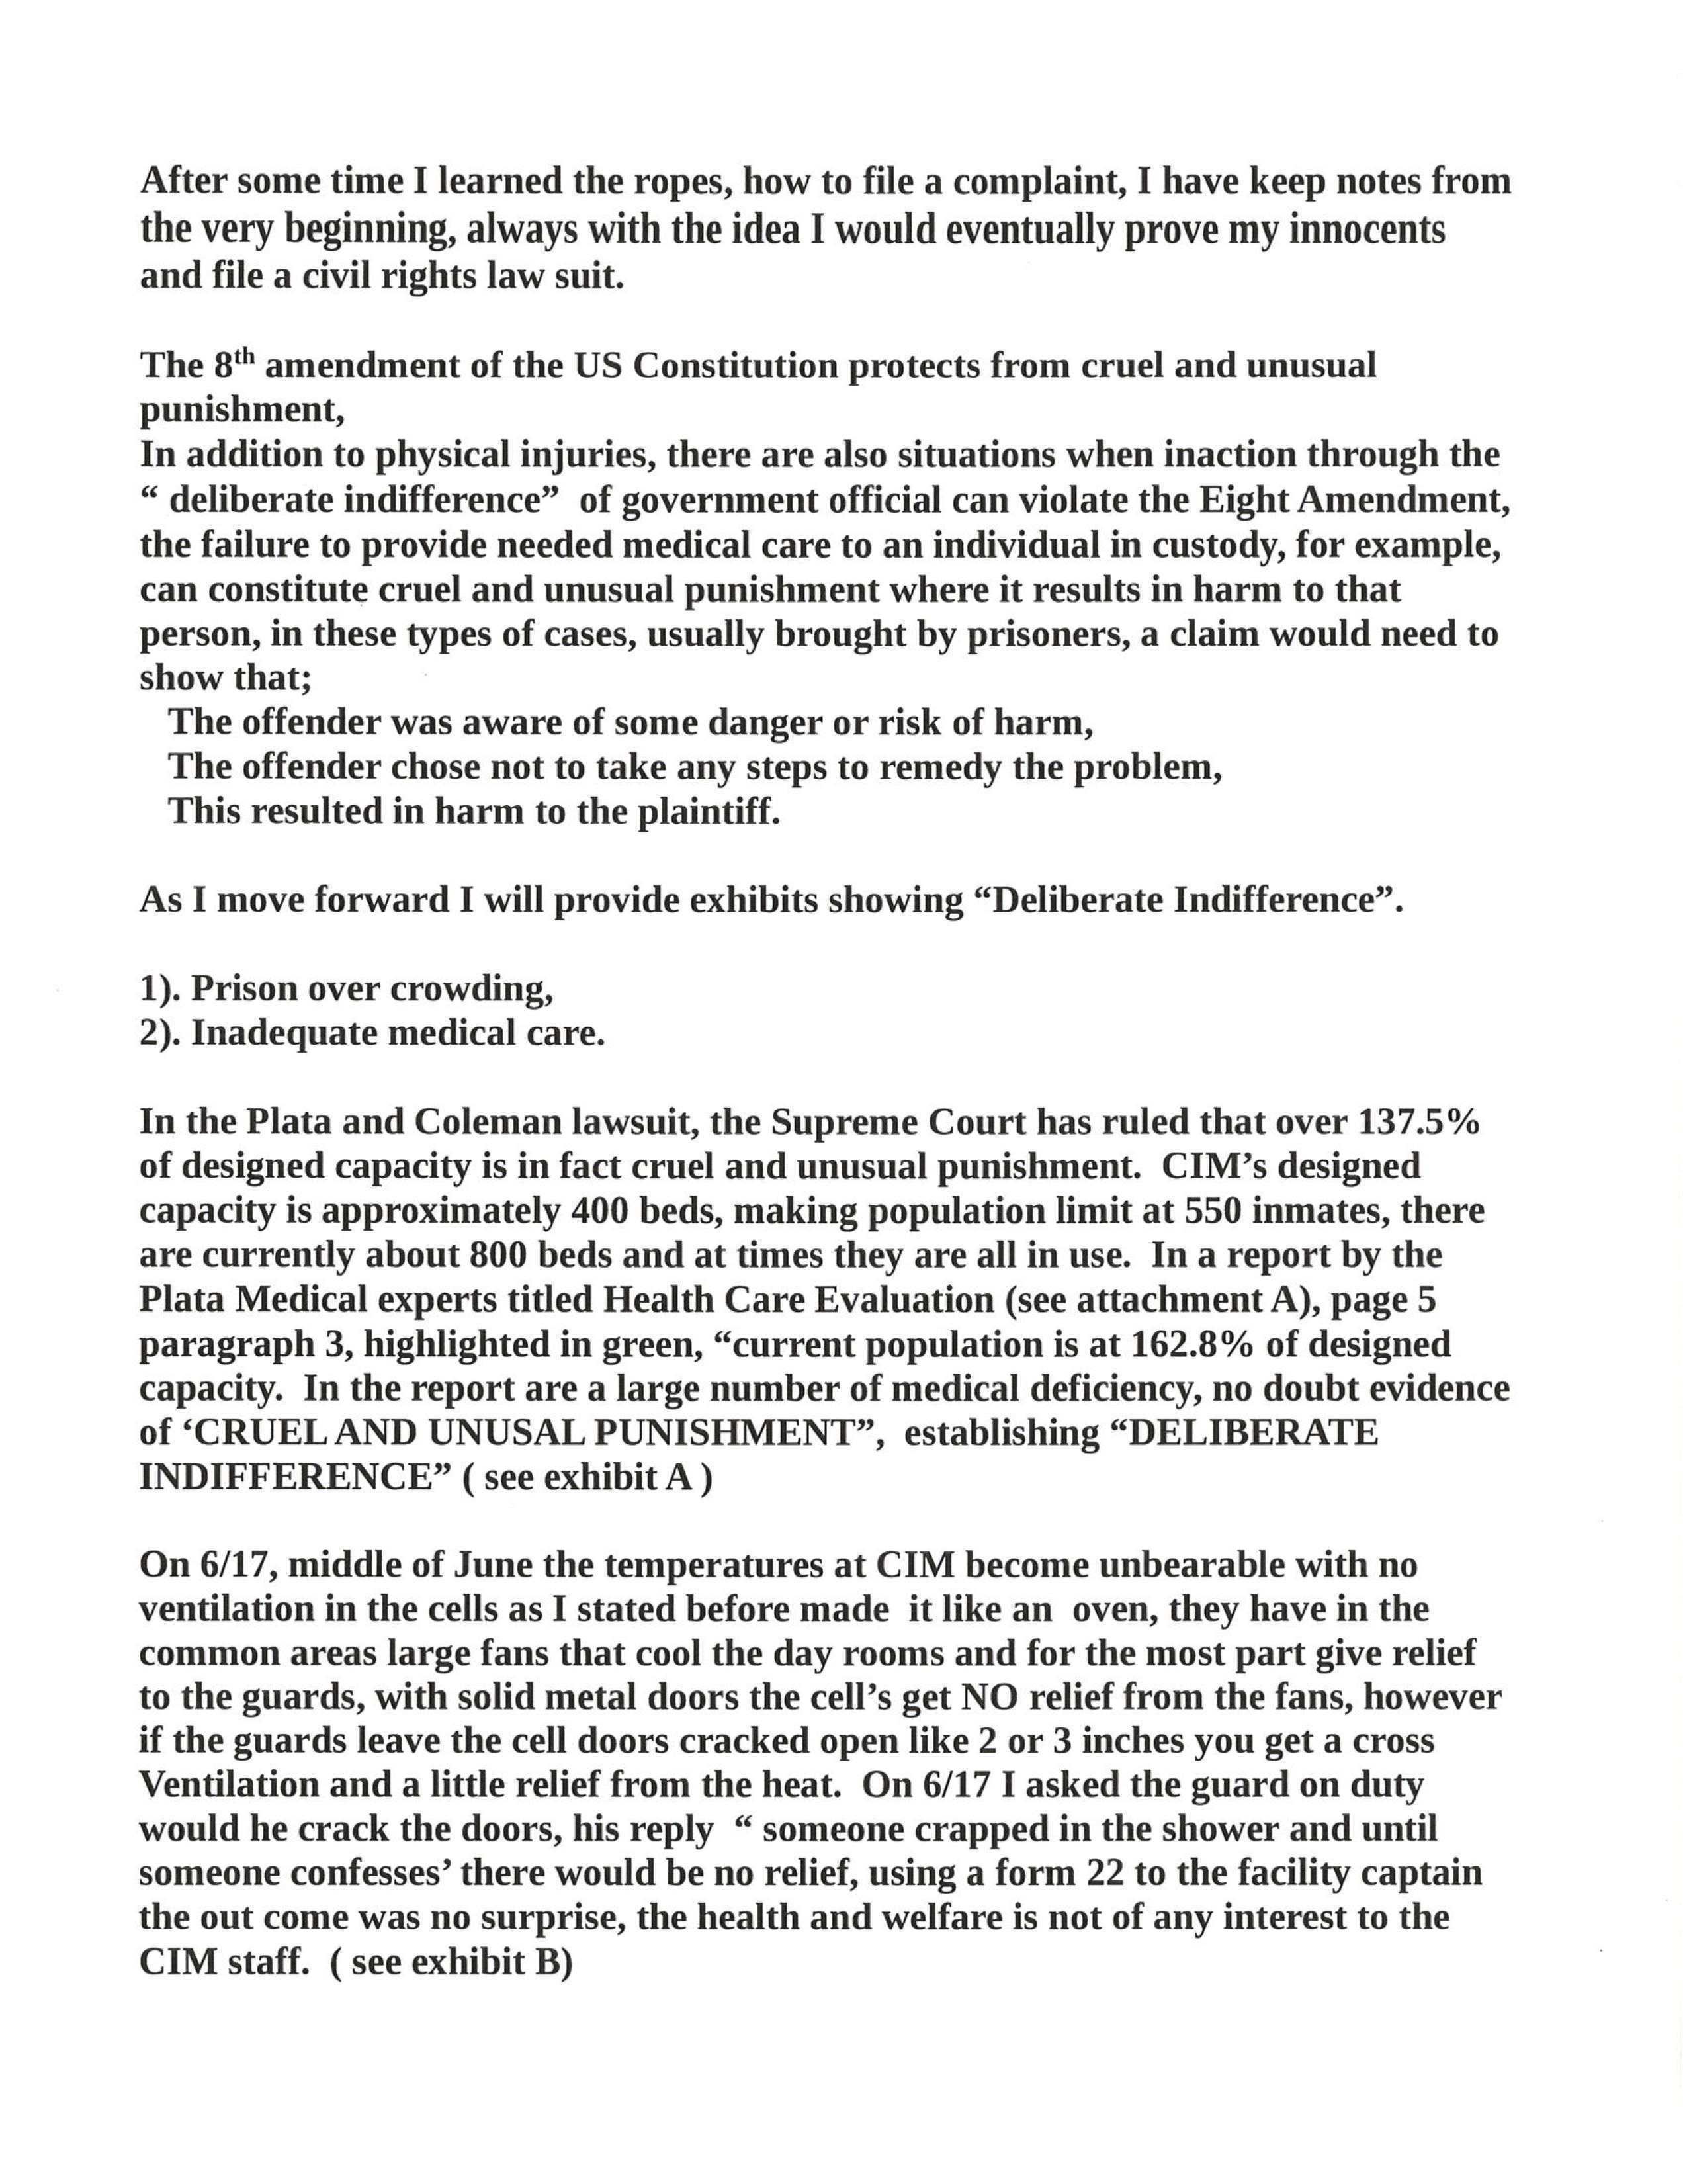 After some time I learned the ropes, how to file a complaint, I have keep notes from
the very beginning, always with the idea I would eventually prove my innocents
and file a civil rights law suit.
The 8th amendment of the US Constitution protects from cruel and unusual
punishment,
In addition to physical injuries, there are also situations when inaction through the
“ deliberate indifference”  of government official can violate the Eight Amendment,
the failure to provide needed medical care to an individual in custody, for example,
can constitute cruel and unusual punishment where it results in harm to that
person, in these types of cases, usually brought by prisoners, a claim would need to
show that;
The offender was aware of some danger or risk of harm,
The offender chose not to take any steps to remedy the problem,
This resulted in harm to the plaintiff.
As I move forward I will provide exhibits showing “Deliberate Indifference”.
1). Prison over crowding,
2). Inadequate medical care.
In the Plata and Coleman lawsuit, the Supreme Court has ruled that over 137.5%
of designed capacity is in fact cruel and unusual punishment.  CIM’s designed
capacity is approximately 400 beds, making population limit at 550 inmates, there
are currently about 800 beds and at times they are all in use.  In a report by the
Plata Medical experts titled Health Care Evaluation (see attachment A), page 5
paragraph 3, highlighted in green, “current population is at 162.8% of designed
capacity.  In the report are a large number of medical deficiency, no doubt evidence
of ‘CRUEL AND UNUSAL PUNISHMENT”,  establishing “DELIBERATE
INDIFFERENCE” ( see exhibit A )
On 6/17, middle of June the temperatures at CIM become unbearable with no
ventilation in the cells as I stated before made  it like an  oven, they have in the
common areas large fans that cool the day rooms and for the most part give relief
to the guards, with solid metal doors the cell’s get NO relief from the fans, however
if the guards leave the cell doors cracked open like 2 or 3 inches you get a cross
Ventilation and a little relief from the heat.  On 6/17 I asked the guard on duty
would he crack the doors, his reply  “ someone crapped in the shower and until
someone confesses’ there would be no relief, using a form 22 to the facility captain
the out come was no surprise, the health and welfare is not of any interest to the
CIM staff.  ( see exhibit B)